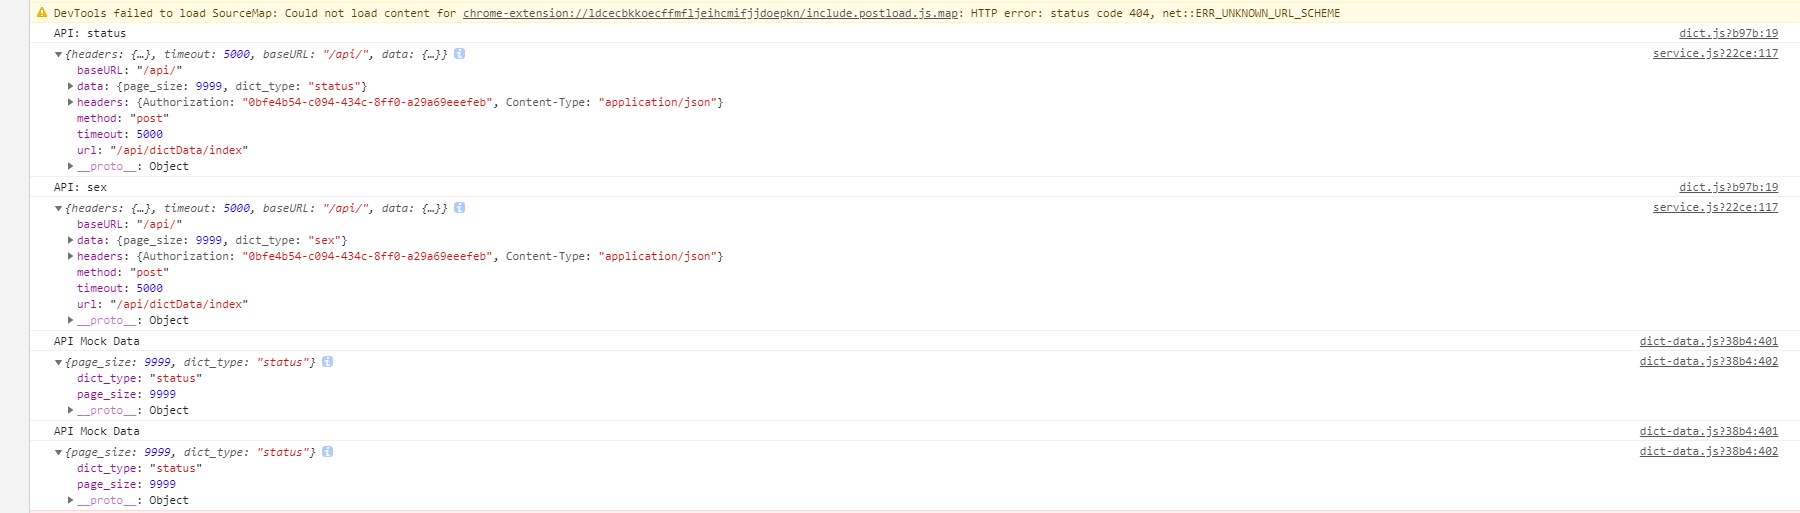 DevTools failed to load SourceMap: Could not load content for chrome-extension://ldcecbkkoecffmfljeihcmifjjdoepkn/include.postload.js.map: HTTP error: status code 404, net::ERR_UNKNOWN_URL_SCHEME
API: status dict.js?b97b:19
▼{headers: {…}, timeout: 5000, baseURL: "/api/", data: {…}} i service.js?22ce:117
baseURL: "/api/"
▶data: {page_size: 9999, dict_type: "status"}
▶headers: {Authorization: "0bfe4b54-c094-434c-8ff0-a29a69eeefeb", Content-Type: "application/json"}
method: "post"
timeout: 5000
url: "/api/dictData/index"
▶__proto__: Object
API: sex dict.js?b97b:19
▼{headers: {…}, timeout: 5000, baseURL: "/api/", data: {…}} i service.js?22ce:117
baseURL: "/api/"
▶data: {page_size: 9999, dict_type: "sex"}
▶headers: {Authorization: "0bfe4b54-c094-434c-8ff0-a29a69eeefeb", Content-Type: "application/json"}
method: "post"
timeout: 5000
url: "/api/dictData/index"
▶__proto__: Object
API Mock Data dict-data.js?38b4:401
▼{page_size: 9999, dict_type: "status"} i dict-data.js?38b4:402
dict_type: "status"
page_size: 9999
▶__proto__: Object
API Mock Data dict-data.js?38b4:401
▼{page_size: 9999, dict_type: "status"} i dict-data.js?38b4:402
dict_type: "status"
page_size: 9999
▶__proto__: Object